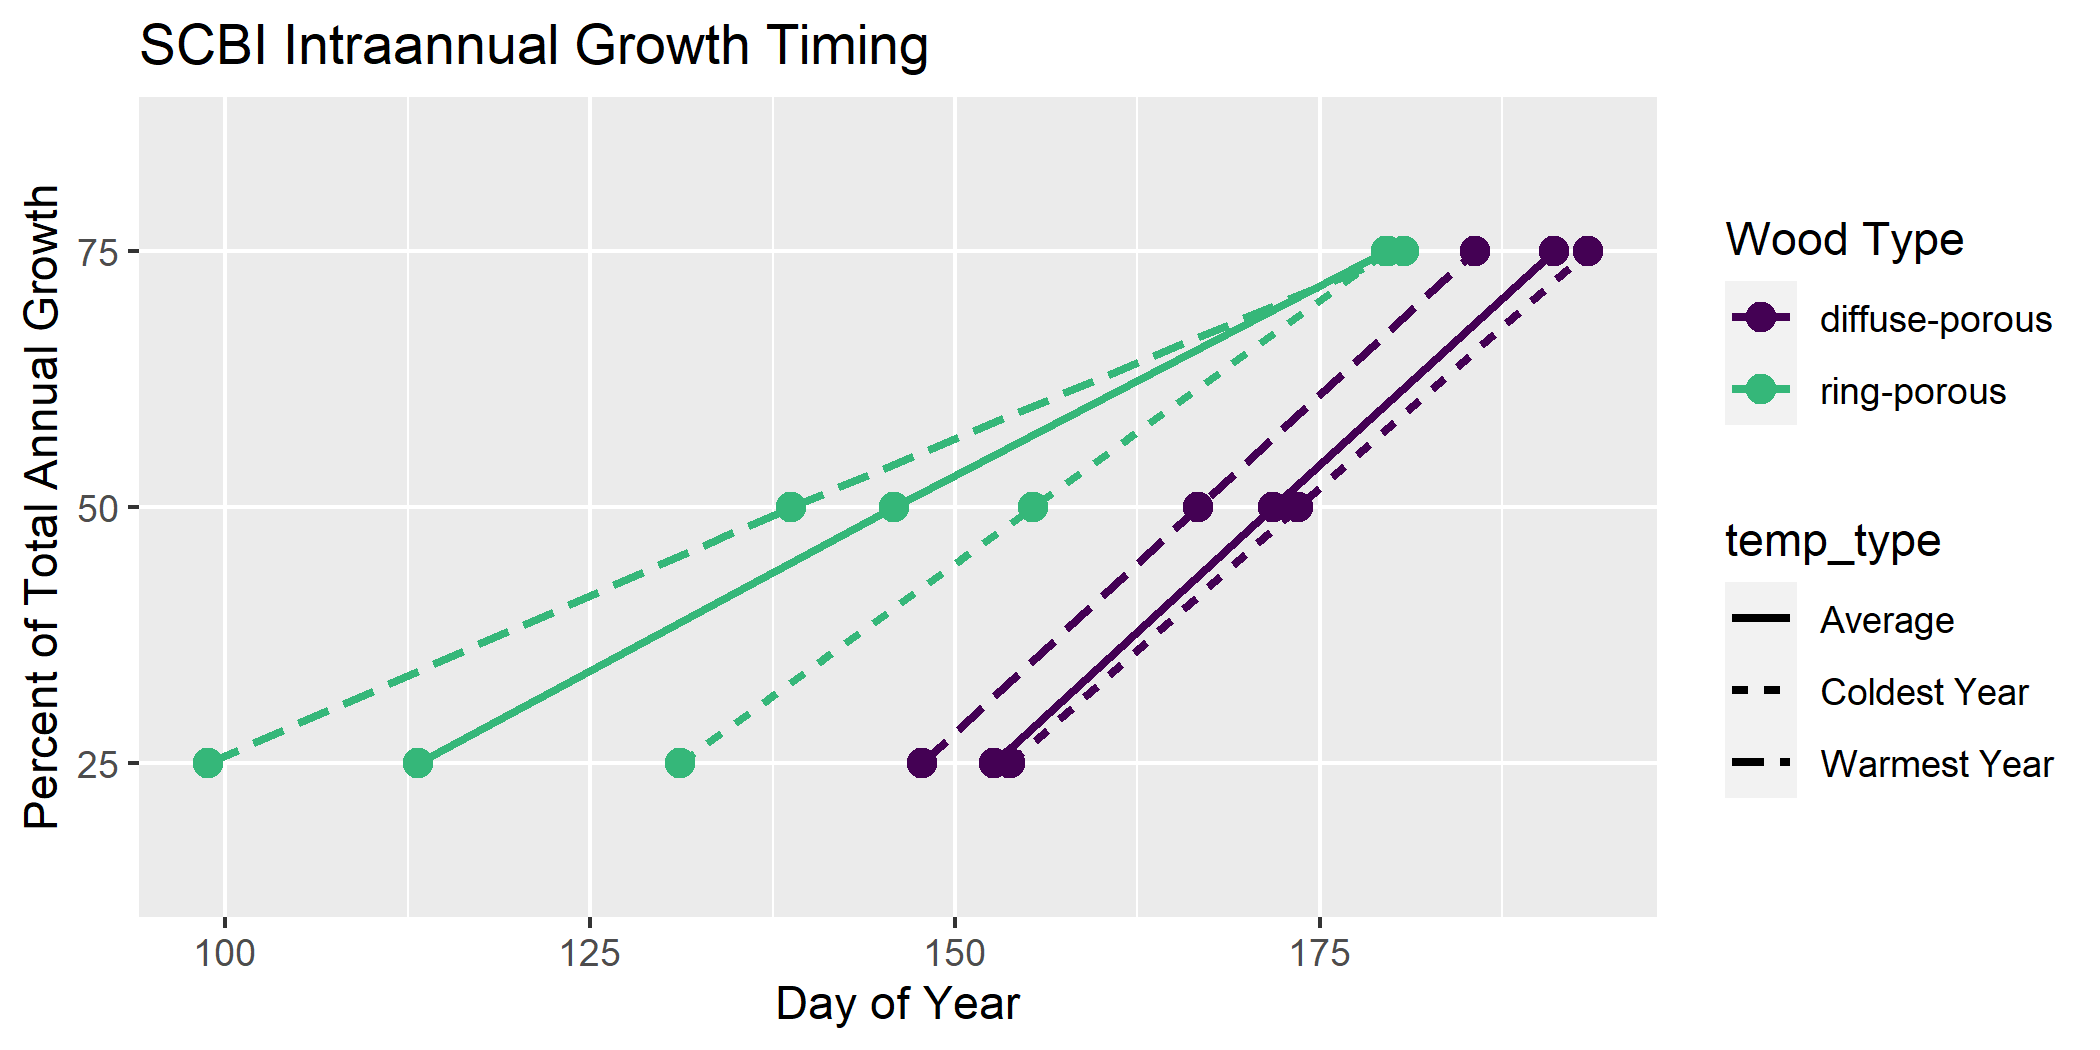 SCBI Intraannual Growth Timing
Percent of Total Annual Growth
75
50
25
100
125
150
175
Day of Year
Wood Type
diffuse-porous
ring-porous
temp_type
Average
Coldest Year
Warmest Year